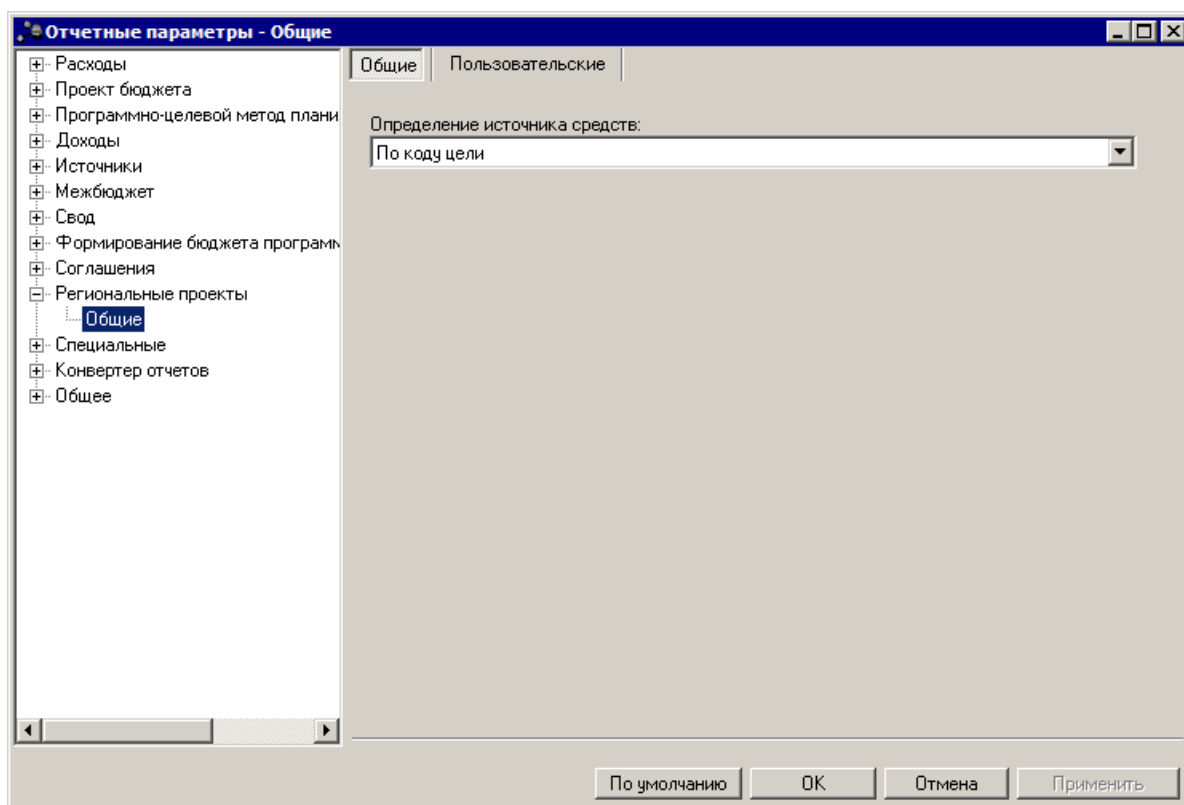 Отчетные параметры - Общие
Расходы
Проект бюджета
Программно-целевой метод плани
Доходы
Источники
Межбюджет
Свод
Формирование бюджета программ
Соглашения
Региональные проекты
Общие
Специальные
Конвертер отчетов
Общее
Общие
Пользовательские
Определение источника средств:
По коду цели
По умолчанию
OK
Отмена
Применить